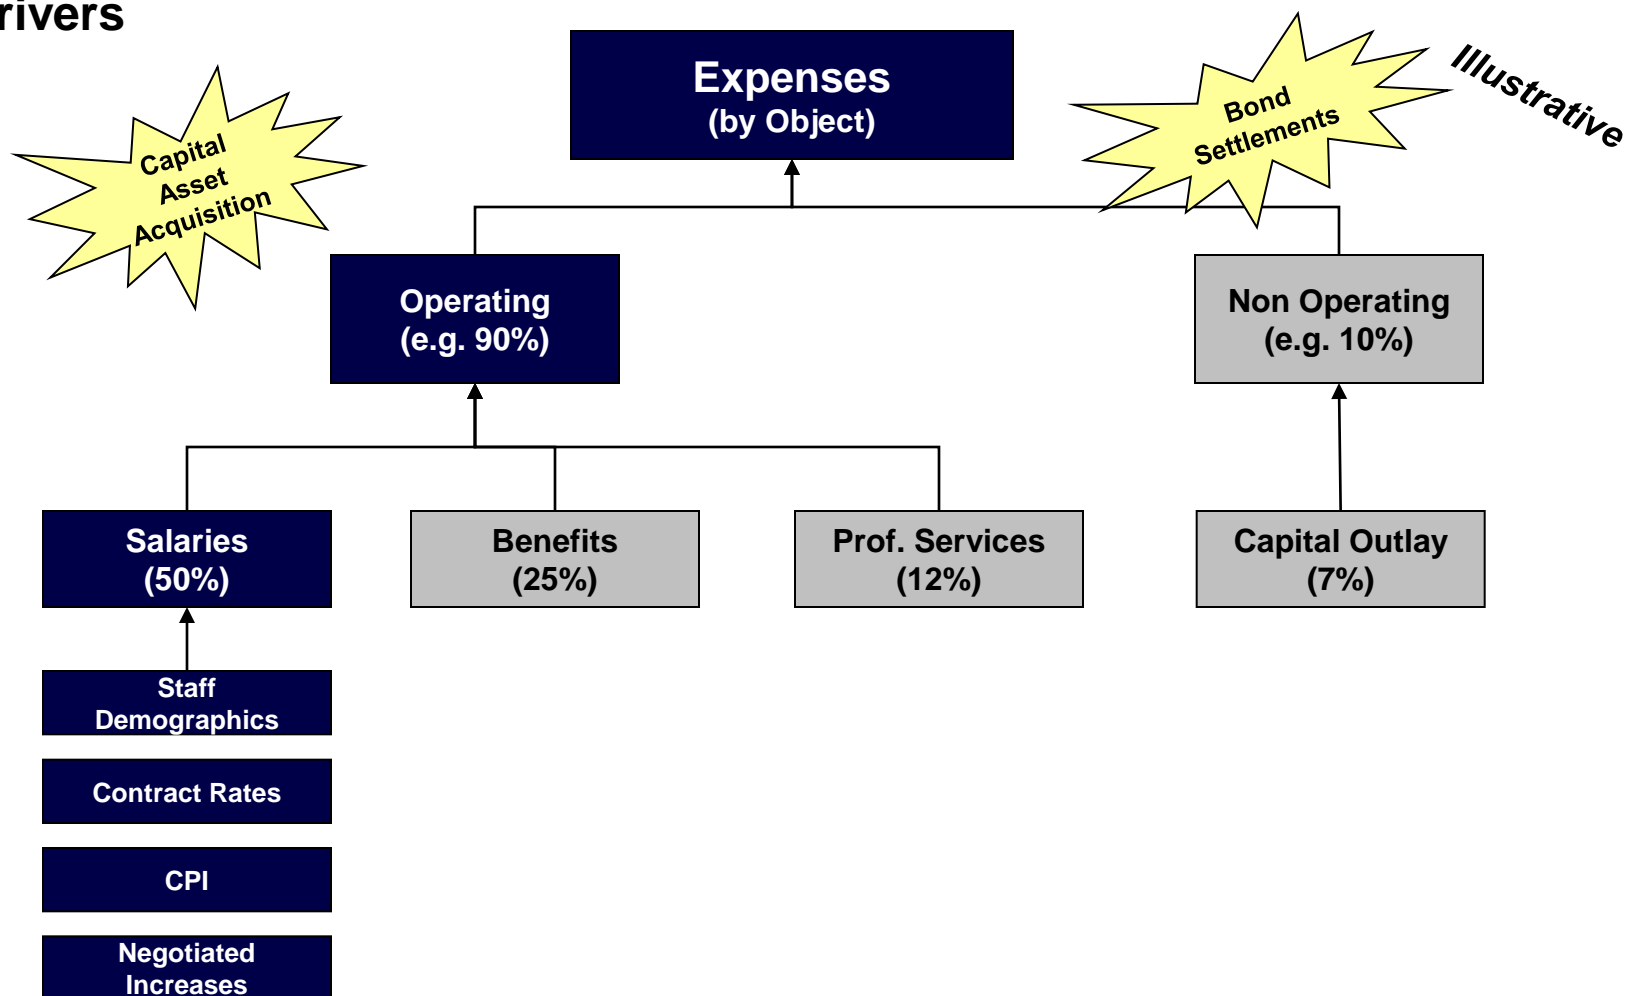 rivers
Expenses
(by Object)
Illustrative
Capital
Asset
Acquisition
Bond
Settlements
Operating
(e.g. 90%)
Non Operating
(e.g. 10%)
Salaries
(50%)
Benefits
(25%)
Prof. Services
(12%)
Capital Outlay
(7%)
Staff
Demographics
Contract Rates
CPI
Negotiated
Increases